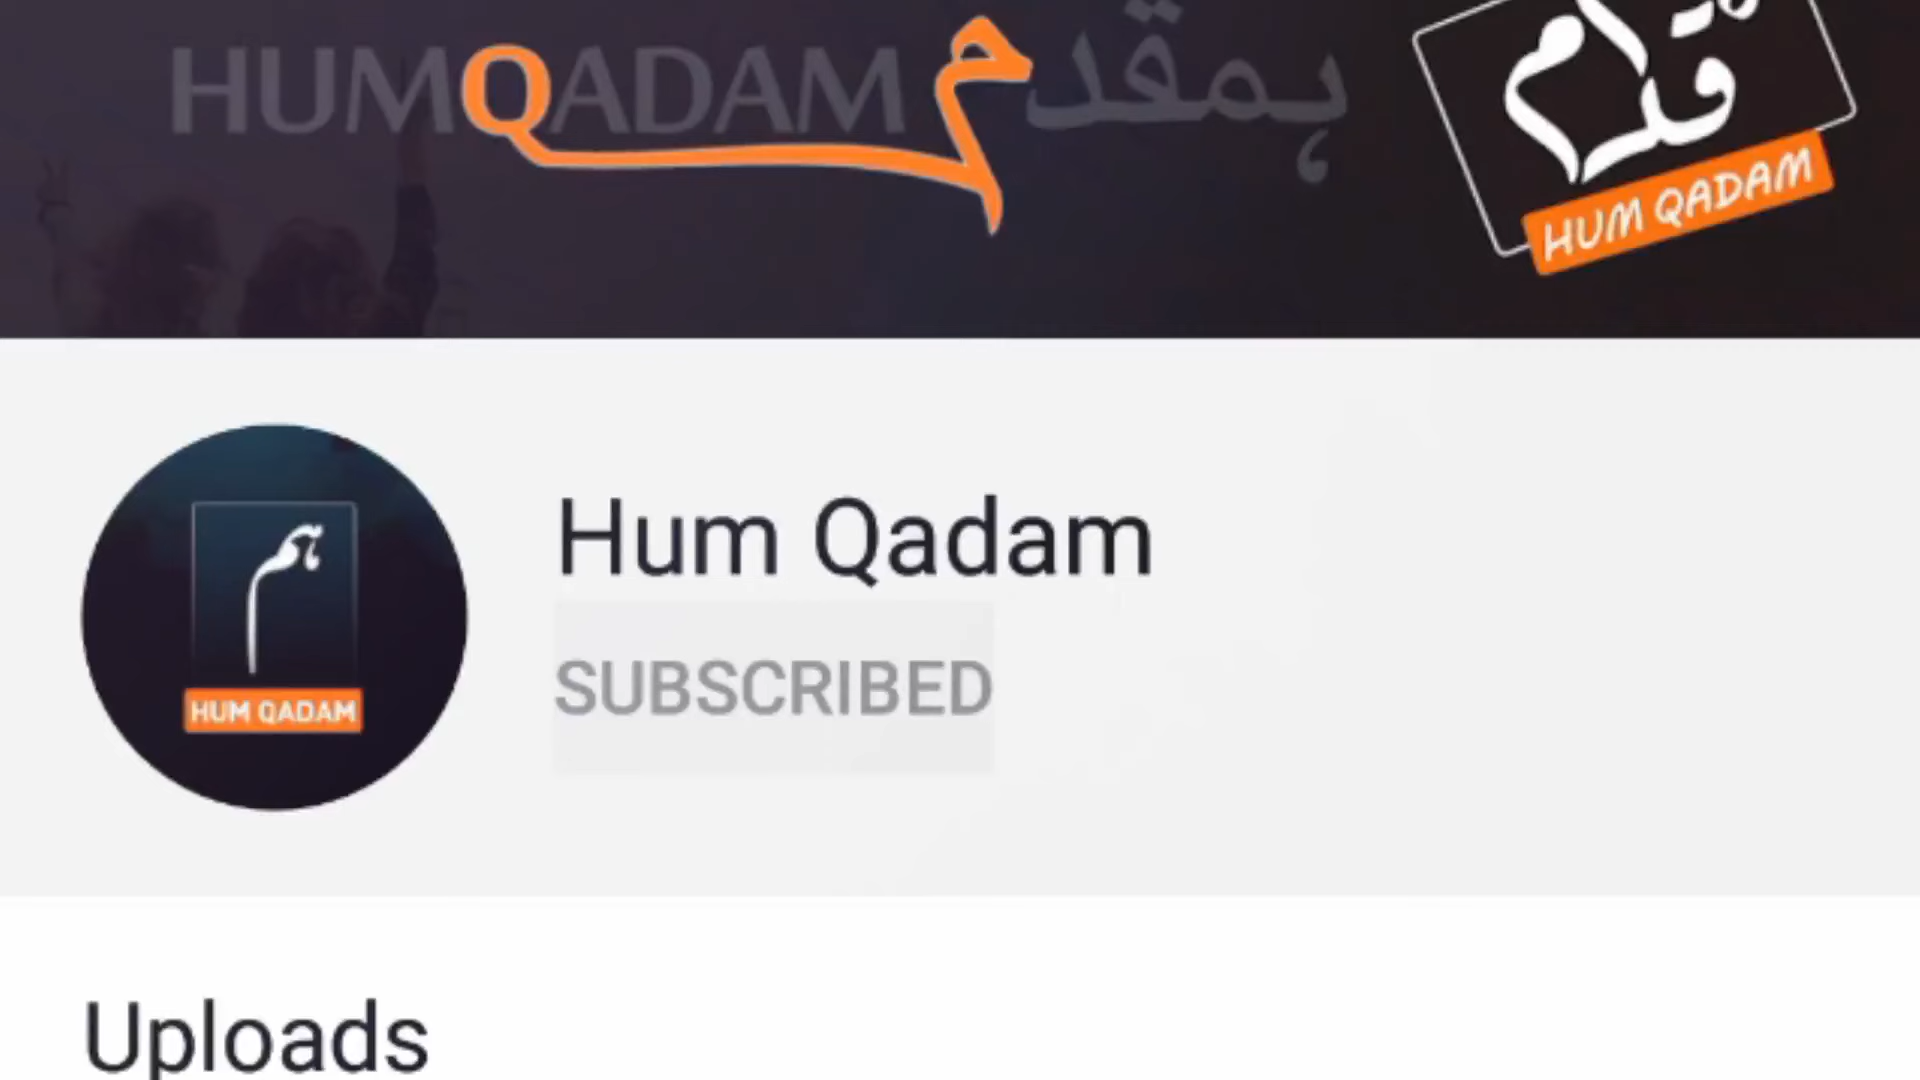 HUMQADAM ہمقدم
قدم
HUM QADAM
ہم
HUM QADAM
Hum Qadam
SUBSCRIBED
Uploads